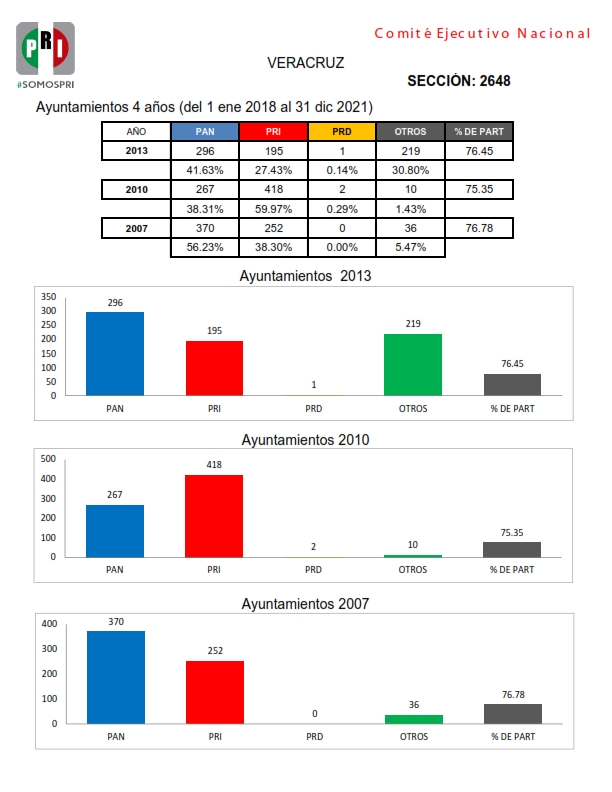 Comité Ejecutivo Nacional
PRI
#SOMOSPRI
VERACRUZ
SECCIÓN: 2648
Ayuntamientos 4 años (del 1 ene 2018 al 31 dic 2021)
AÑO PAN PRI PRD OTROS % DE PART
2013 296 195 1 219 76.45
41.63% 27.43% 0.14% 30.80%
2010 267 418 2 10 75.35
38.31% 59.97% 0.29% 1.43%
2007 370 252 0 36 76.78
56.23% 38.30% 0.00% 5.47%
Ayuntamientos 2013
350
300
250
200
150
100
50
0
296
195
1
219
76.45
PAN PRI PRD OTROS % DE PART
Ayuntamientos 2010
500
400
300
200
100
0
267
418
2
10
75.35
PAN PRI PRD OTROS % DE PART
Ayuntamientos 2007
400
300
200
100
0
370
252
0
36
76.78
PAN PRI PRD OTROS % DE PART